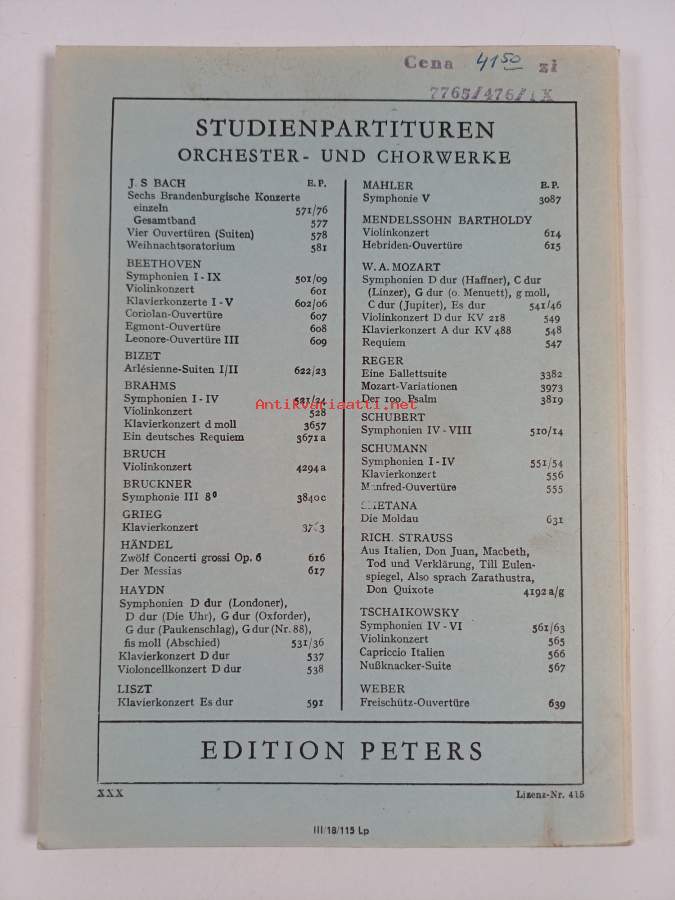 Cena 41 50 zł
7765/476/IX
STUDIENPARTITUREN
ORCHESTER- UND CHORWERKE
J. S BACH E. P.
Sechs Brandenburgische Konzerte
einzeln 571/76
Gesamtband 577
Vier Ouvertüren (Suiten) 578
Weihnachtsoratorium 581
BEETHOVEN
Symphonien I - IX 501/09
Violinkonzert 601
Klavierkonzerte I - V 602/06
Coriolan-Ouvertüre 607
Egmont-Ouvertüre 608
Leonore-Ouvertüre III 609
BIZET
Arlésienne-Suiten I/II 622/23
BRAHMS
Symphonien I - IV 521/24
Violinkonzert 528
Klavierkonzert d moll 3657
Ein deutsches Requiem 3671a
BRUCH
Violinkonzert 4294a
BRUCKNER
Symphonie III 8º 3840c
GRIEG
Klavierkonzert
HÄNDEL
Zwölf Concerti grossi Op. 6 616
Der Messias 617
HAYDN
Symphonien D dur (Londoner),
D dur (Die Uhr), G dur (Oxforder),
G dur (Paukenschlag), G dur (Nr. 88),
fis moll (Abschied) 531/36
Klavierkonzert D dur 537
Violoncellkonzert D dur 538
LISZT
Klavierkonzert Es dur 591
MAHLER E. P.
Symphonie V 3087
MENDELSSOHN BARTHOLDY
Violinkonzert 614
Hebriden-Ouvertüre 615
W. A. MOZART
Symphonien D dur (Haffner), C dur
(Linzer), G dur (o. Menuett), g moll,
C dur (Jupiter), Es dur 541/46
Violinkonzert D dur KV 218 549
Klavierkonzert A dur KV 488 548
Requiem 547
REGER
Eine Ballettsuite 3382
Mozart-Variationen 3973
Der 100. Psalm 3819
SCHUBERT
Symphonien IV - VIII 510/14
SCHUMANN
Symphonien I - IV 551/54
Klavierkonzert 556
Manfred-Ouvertüre 555
SMETANA
Die Moldau 631
RICH. STRAUSS
Aus Italien, Don Juan, Macbeth,
Tod und Verklärung, Till Eulen-
spiegel, Also sprach Zarathustra,
Don Quixote 4192 a/g
TSCHAIKOWSKY
Symphonien IV - VI 561/63
Violinkonzert 565
Capriccio Italien 566
Nußknacker-Suite 567
WEBER
Freischütz-Ouvertüre 639
Antikvariaatti.net
EDITION PETERS
XXX Lizenz-Nr. 415
III/18/115 Lp